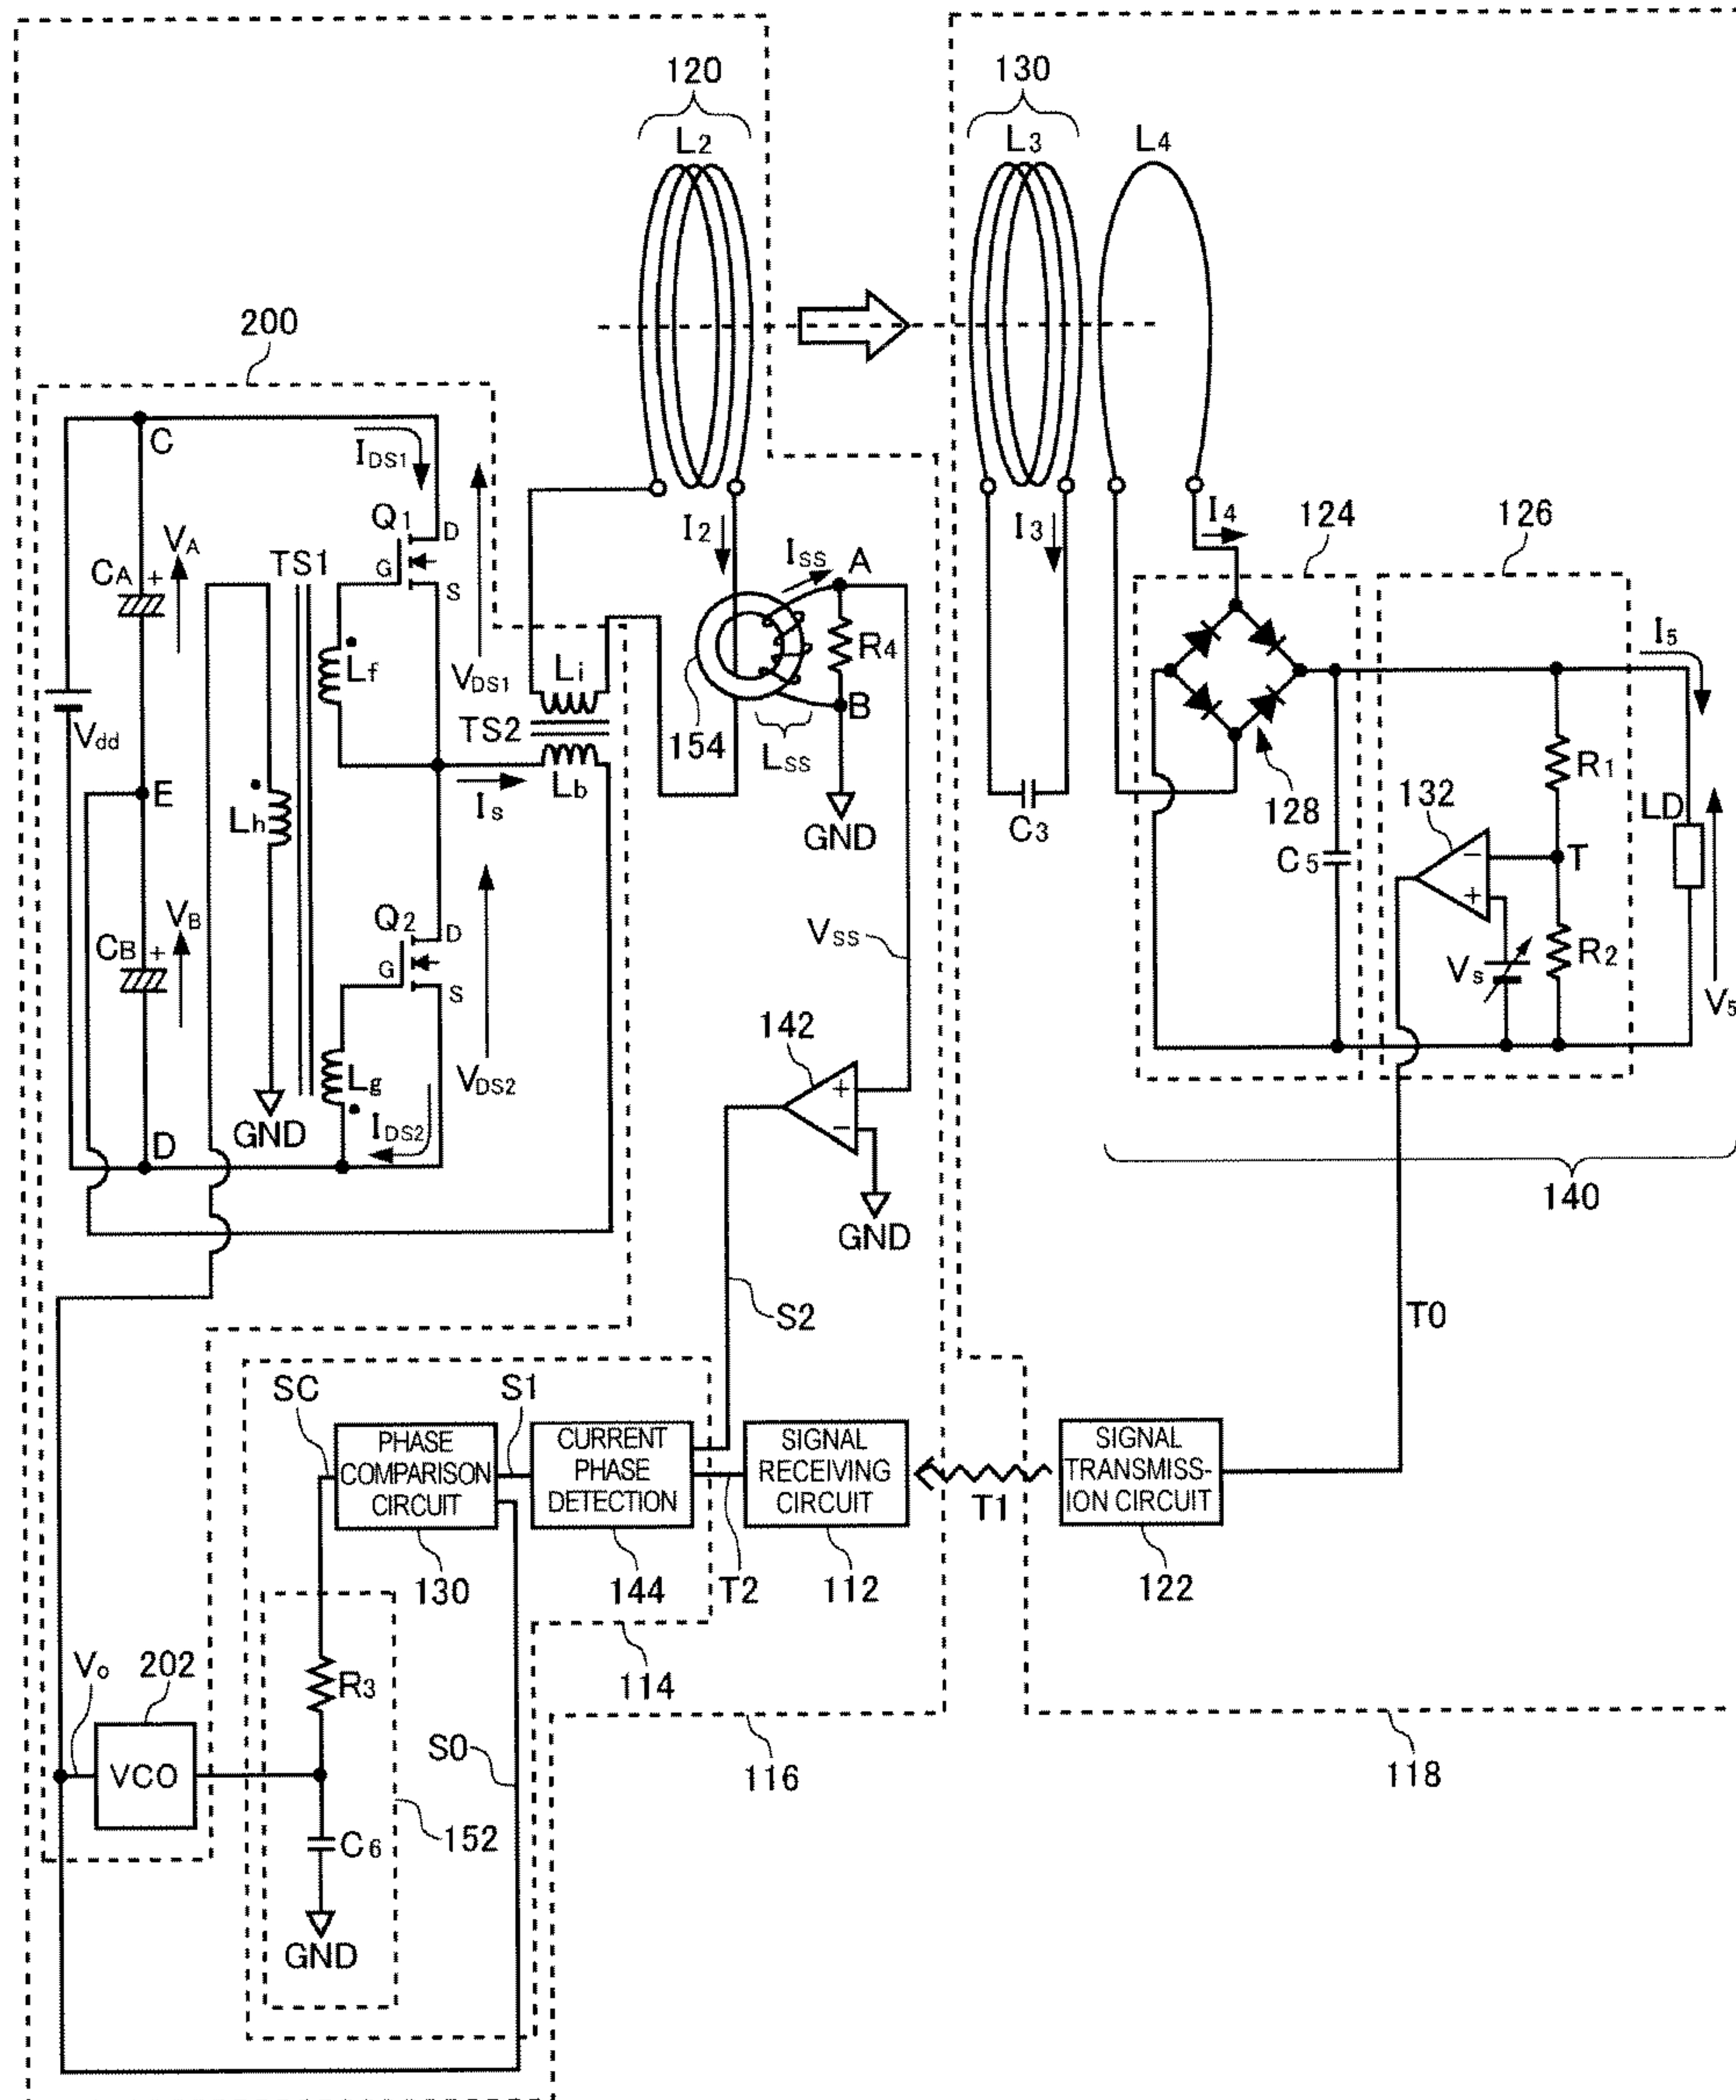 120
130
L2
L3
L4
200
C
IDS1
Q1
D
G
S
VA
CA
+
TS1
Lf
VDS1
Vdd
E
Lh
Li
TS2
Lb
Is
I2
ISS
A
R4
B
154
LSS
GND
I3
C3
I4
124
126
I5
R1
132
LD
128
C5
−
T
+
Vs
R2
V5
VB
CB
+
Q2
D
G
S
Lg
VDS2
GND
IDS2
D
VSS
142
+
−
GND
140
S2
T0
SC
S1
PHASE
COMPARISON
CIRCUIT
CURRENT
PHASE
DETECTION
SIGNAL
RECEIVING
CIRCUIT
SIGNAL
TRANSMISS-
ION CIRCUIT
T1
130
144
T2
112
122
Vo
202
R3
114
S0
VCO
116
118
C6
152
GND